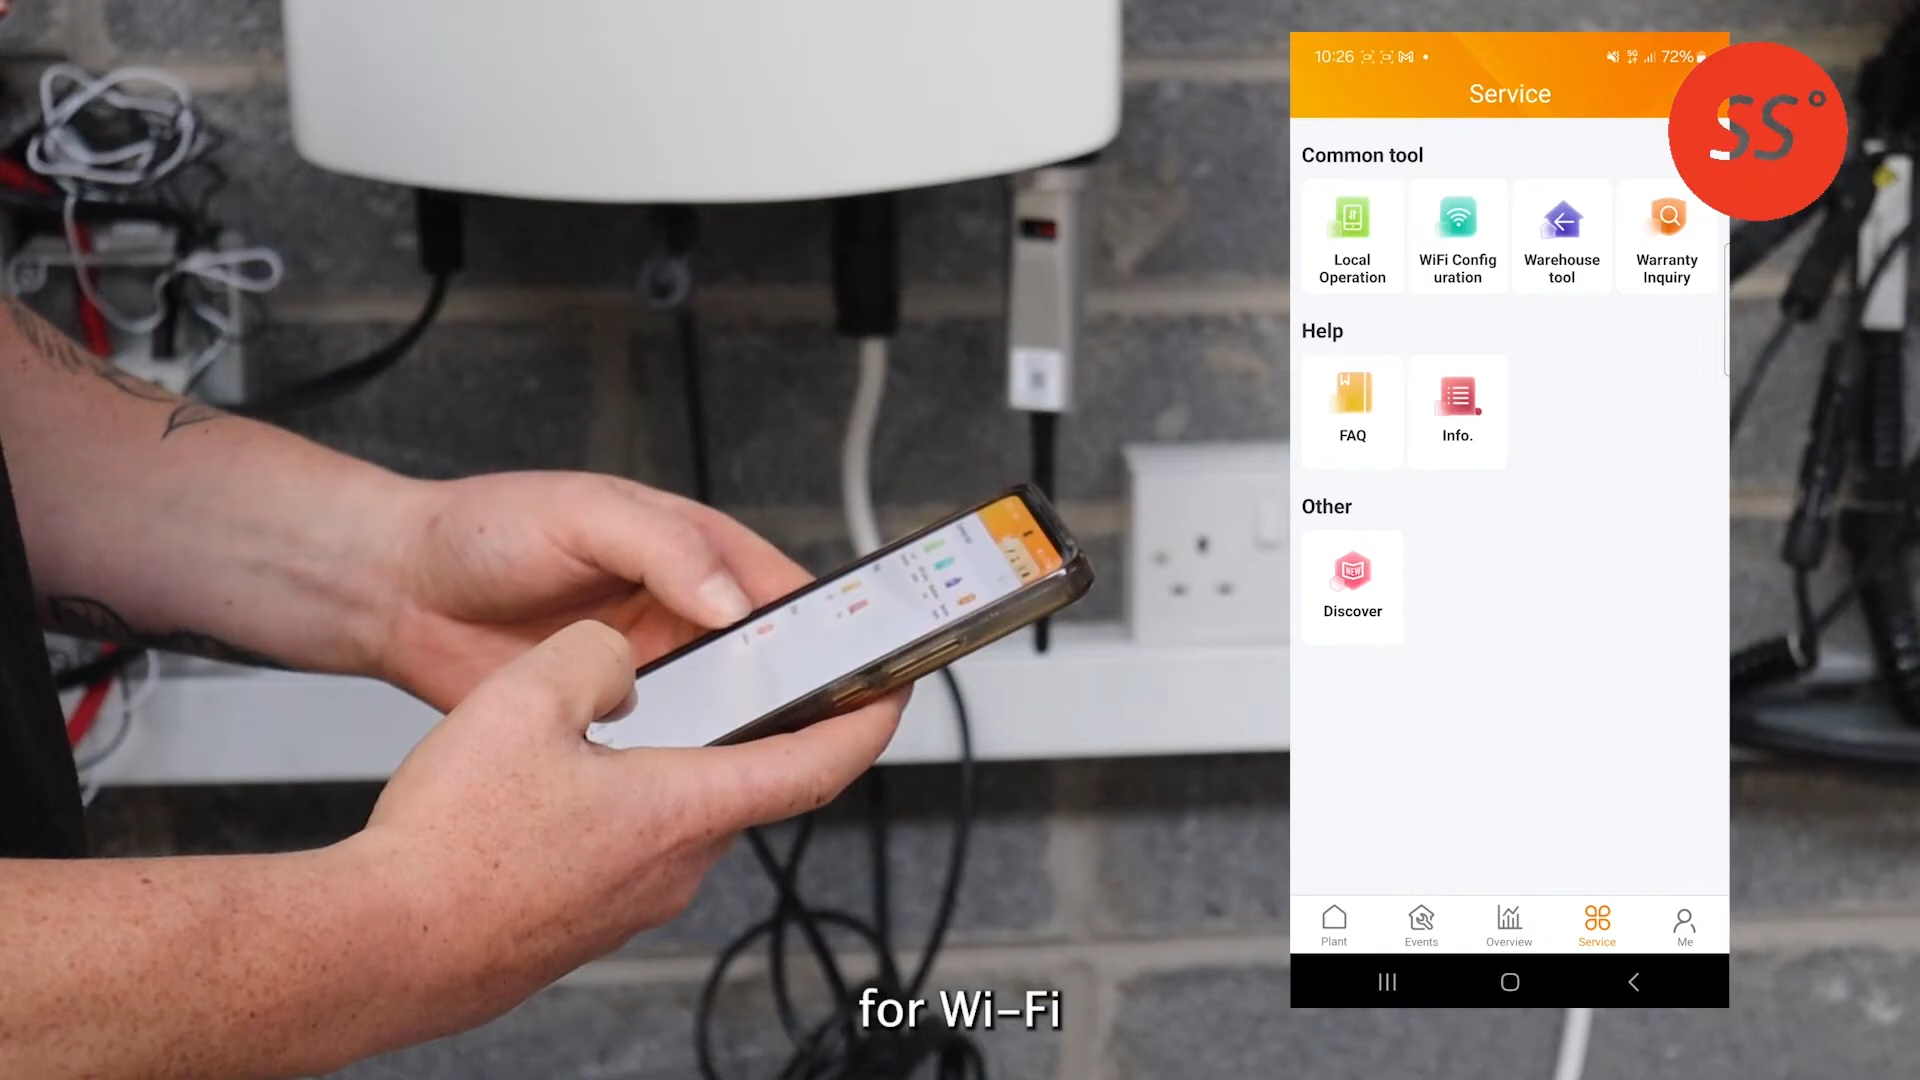 10:26
5G
72%
Service
SS°
Common tool
Local
Operation
WiFi Config
uration
Warehouse
tool
Warranty
Inquiry
Help
FAQ
Info.
Other
NEW
Discover
Plant
Events
Overview
Service
Me
for Wi-Fi